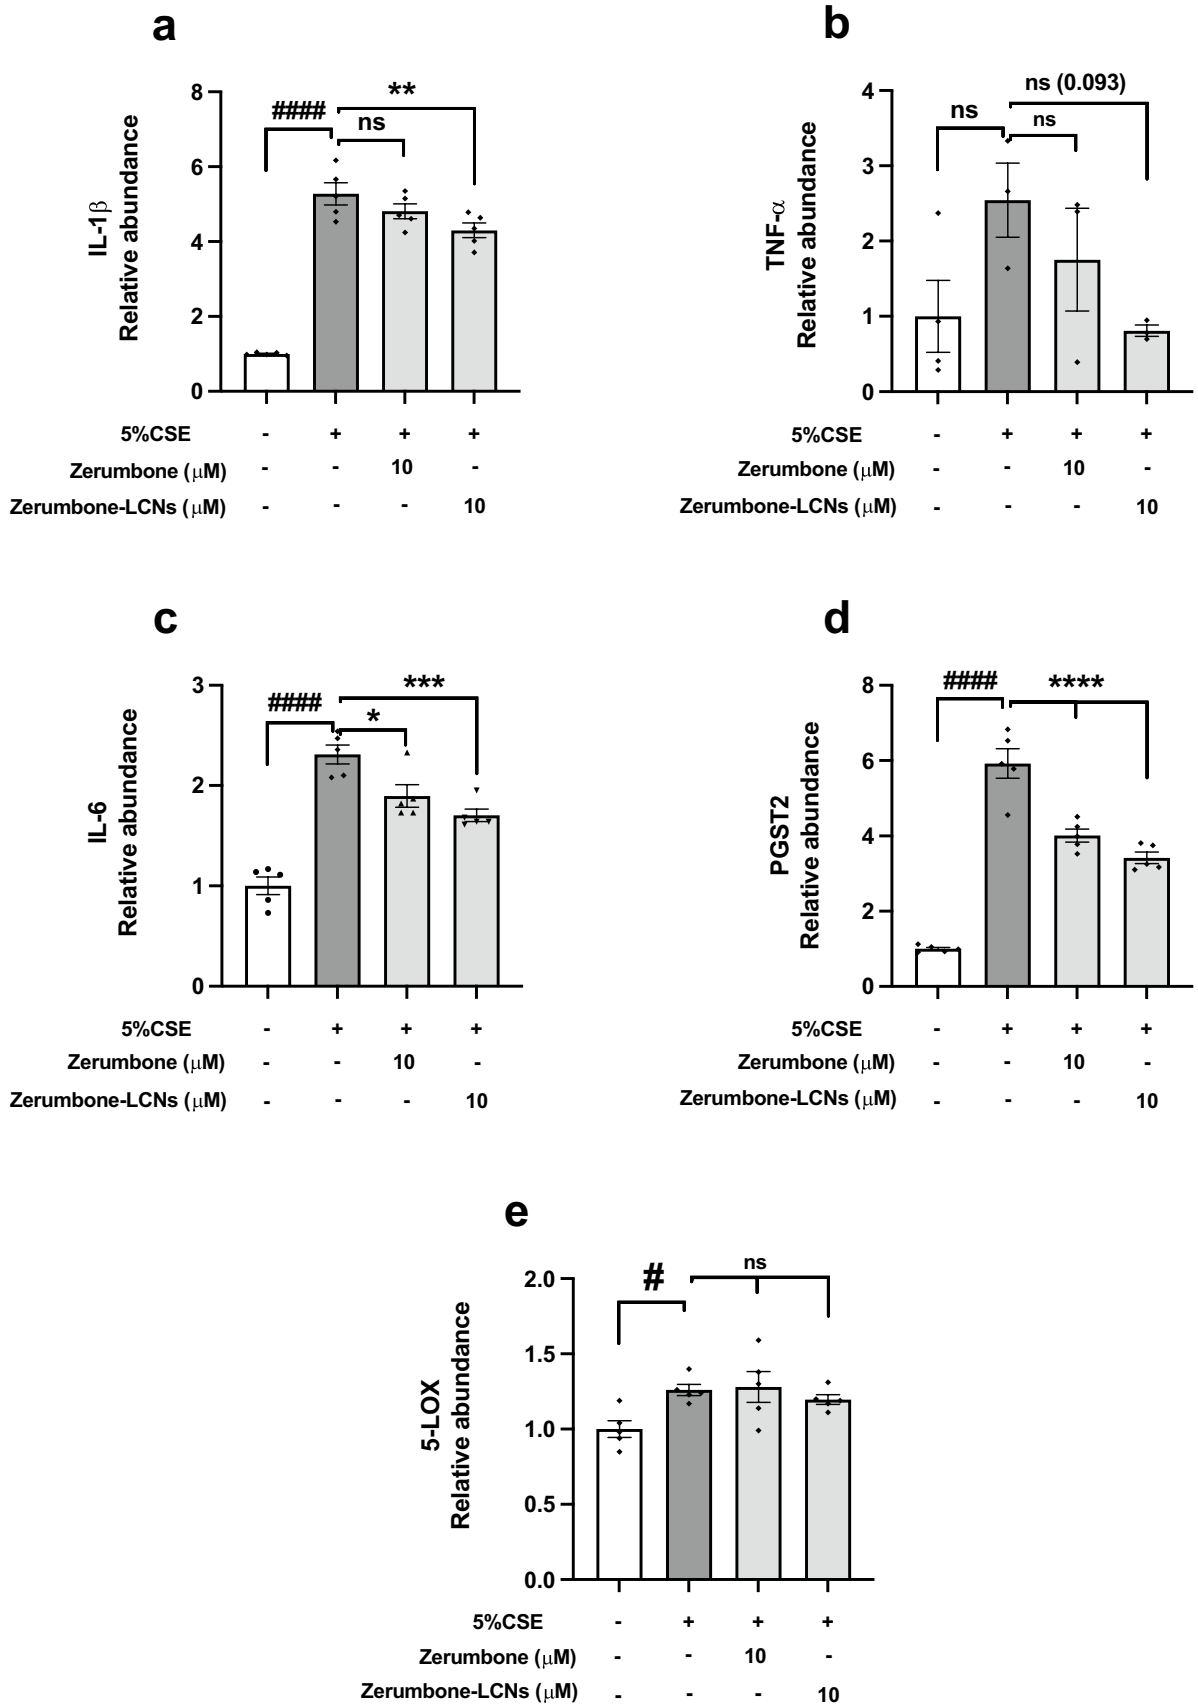 a
IL-1β
Relative abundance
8
6
4
2
0
####
ns
**
5%CSE - + + +
Zerumbone (μM) - - 10 -
Zerumbone-LCNs (μM) - - - 10
b
TNF-α
Relative abundance
4
3
2
1
0
ns
ns
ns (0.093)
5%CSE - + + +
Zerumbone (μM) - - 10 -
Zerumbone-LCNs (μM) - - - 10
c
IL-6
Relative abundance
3
2
1
0
####
*
***
5%CSE - + + +
Zerumbone (μM) - - 10 -
Zerumbone-LCNs (μM) - - - 10
d
PGST2
Relative abundance
8
6
4
2
0
####
****
5%CSE - + + +
Zerumbone (μM) - - 10 -
Zerumbone-LCNs (μM) - - - 10
e
5-LOX
Relative abundance
2.0
1.5
1.0
0.5
0.0
#
ns
5%CSE - + + +
Zerumbone (μM) - - 10 -
Zerumbone-LCNs (μM) - - - 10